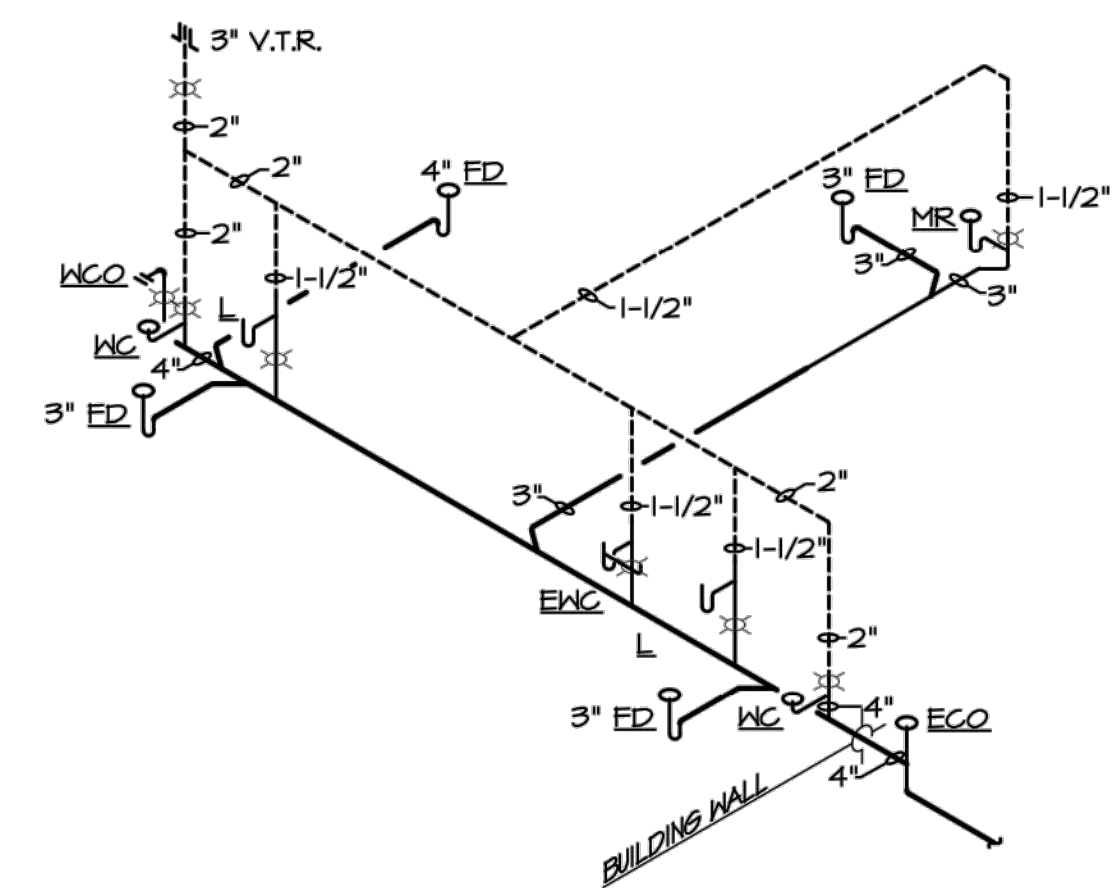 3" V.T.R.
2"
2"
4" FD
3" FD
1-1/2"
MR
2"
WCO
1-1/2"
3"
3"
L
1-1/2"
WC
4"
3" FD
3"
1-1/2"
2"
1-1/2"
EWC
L
2"
3" FD
WC
4"
ECO
4"
BUILDING WALL